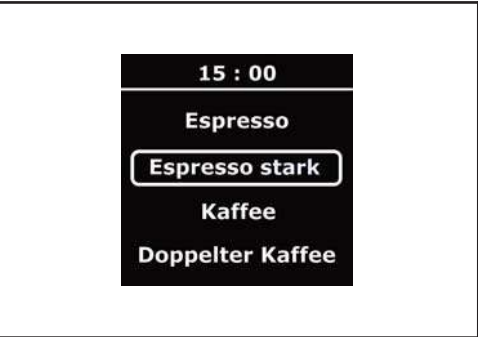 15 : 00
Espresso
Espresso stark
Kaffee
Doppelter Kaffee